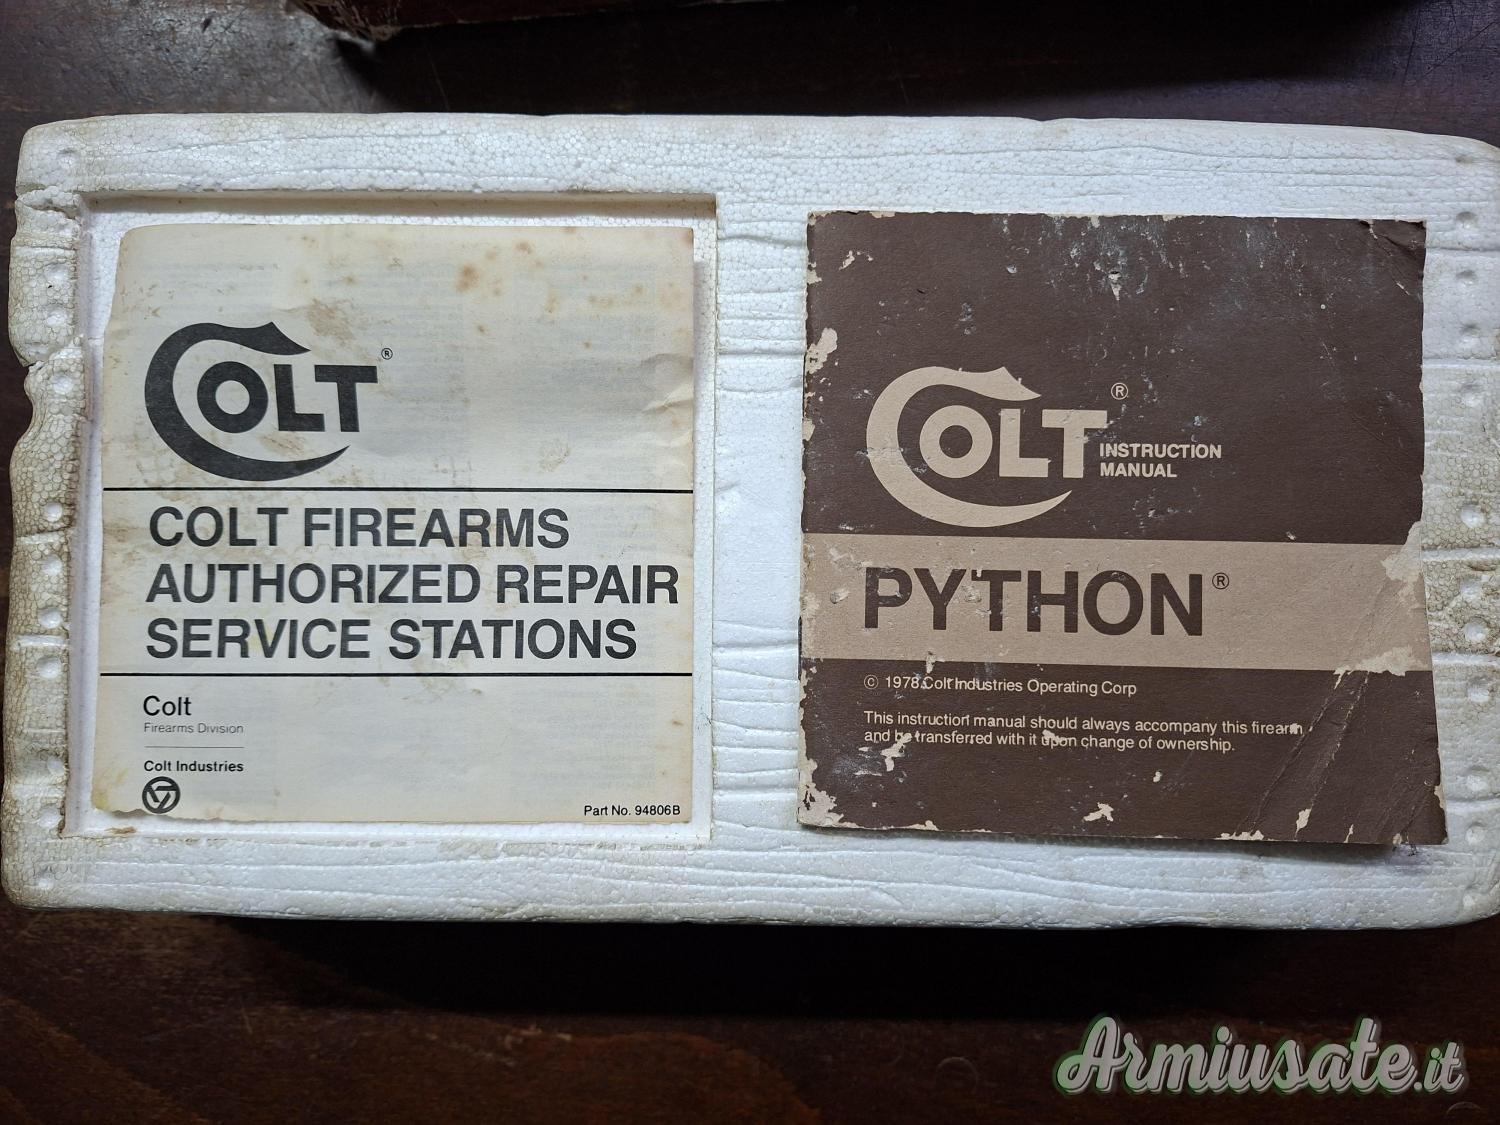 COLT®
COLT FIREARMS
AUTHORIZED REPAIR
SERVICE STATIONS
Colt
Firearms Division
Colt Industries
Part No. 94806B
COLT®
INSTRUCTION
MANUAL
PYTHON®
© 1978 Colt Industries Operating Corp
This instruction manual should always accompany this firearm
and be transferred with it upon change of ownership.
Armiusate.it